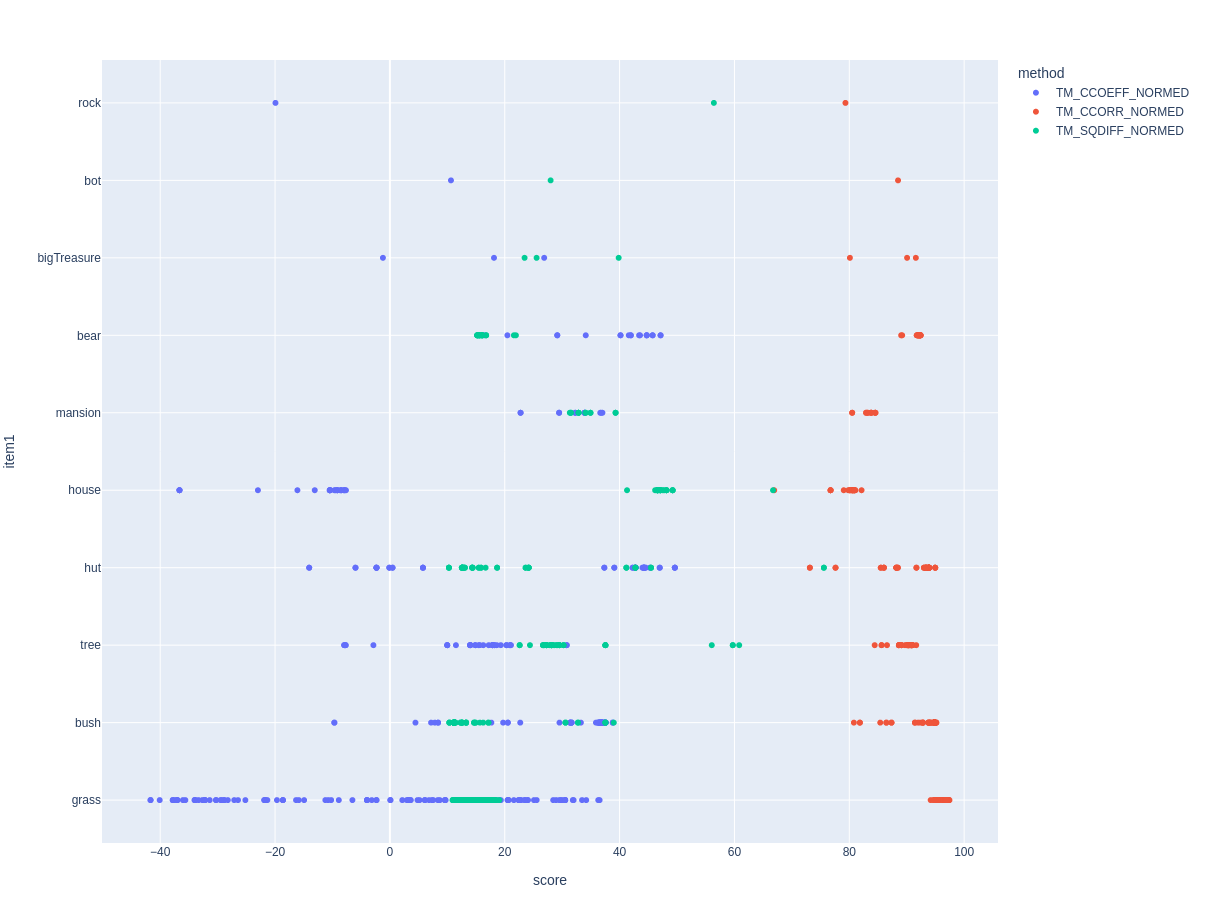 method
TM_CCOEFF_NORMED
TM_CCORR_NORMED
TM_SQDIFF_NORMED
rock
bot
bigTreasure
bear
mansion
house
hut
tree
bush
grass
item1
−40 −20 0 20 40 60 80 100
score